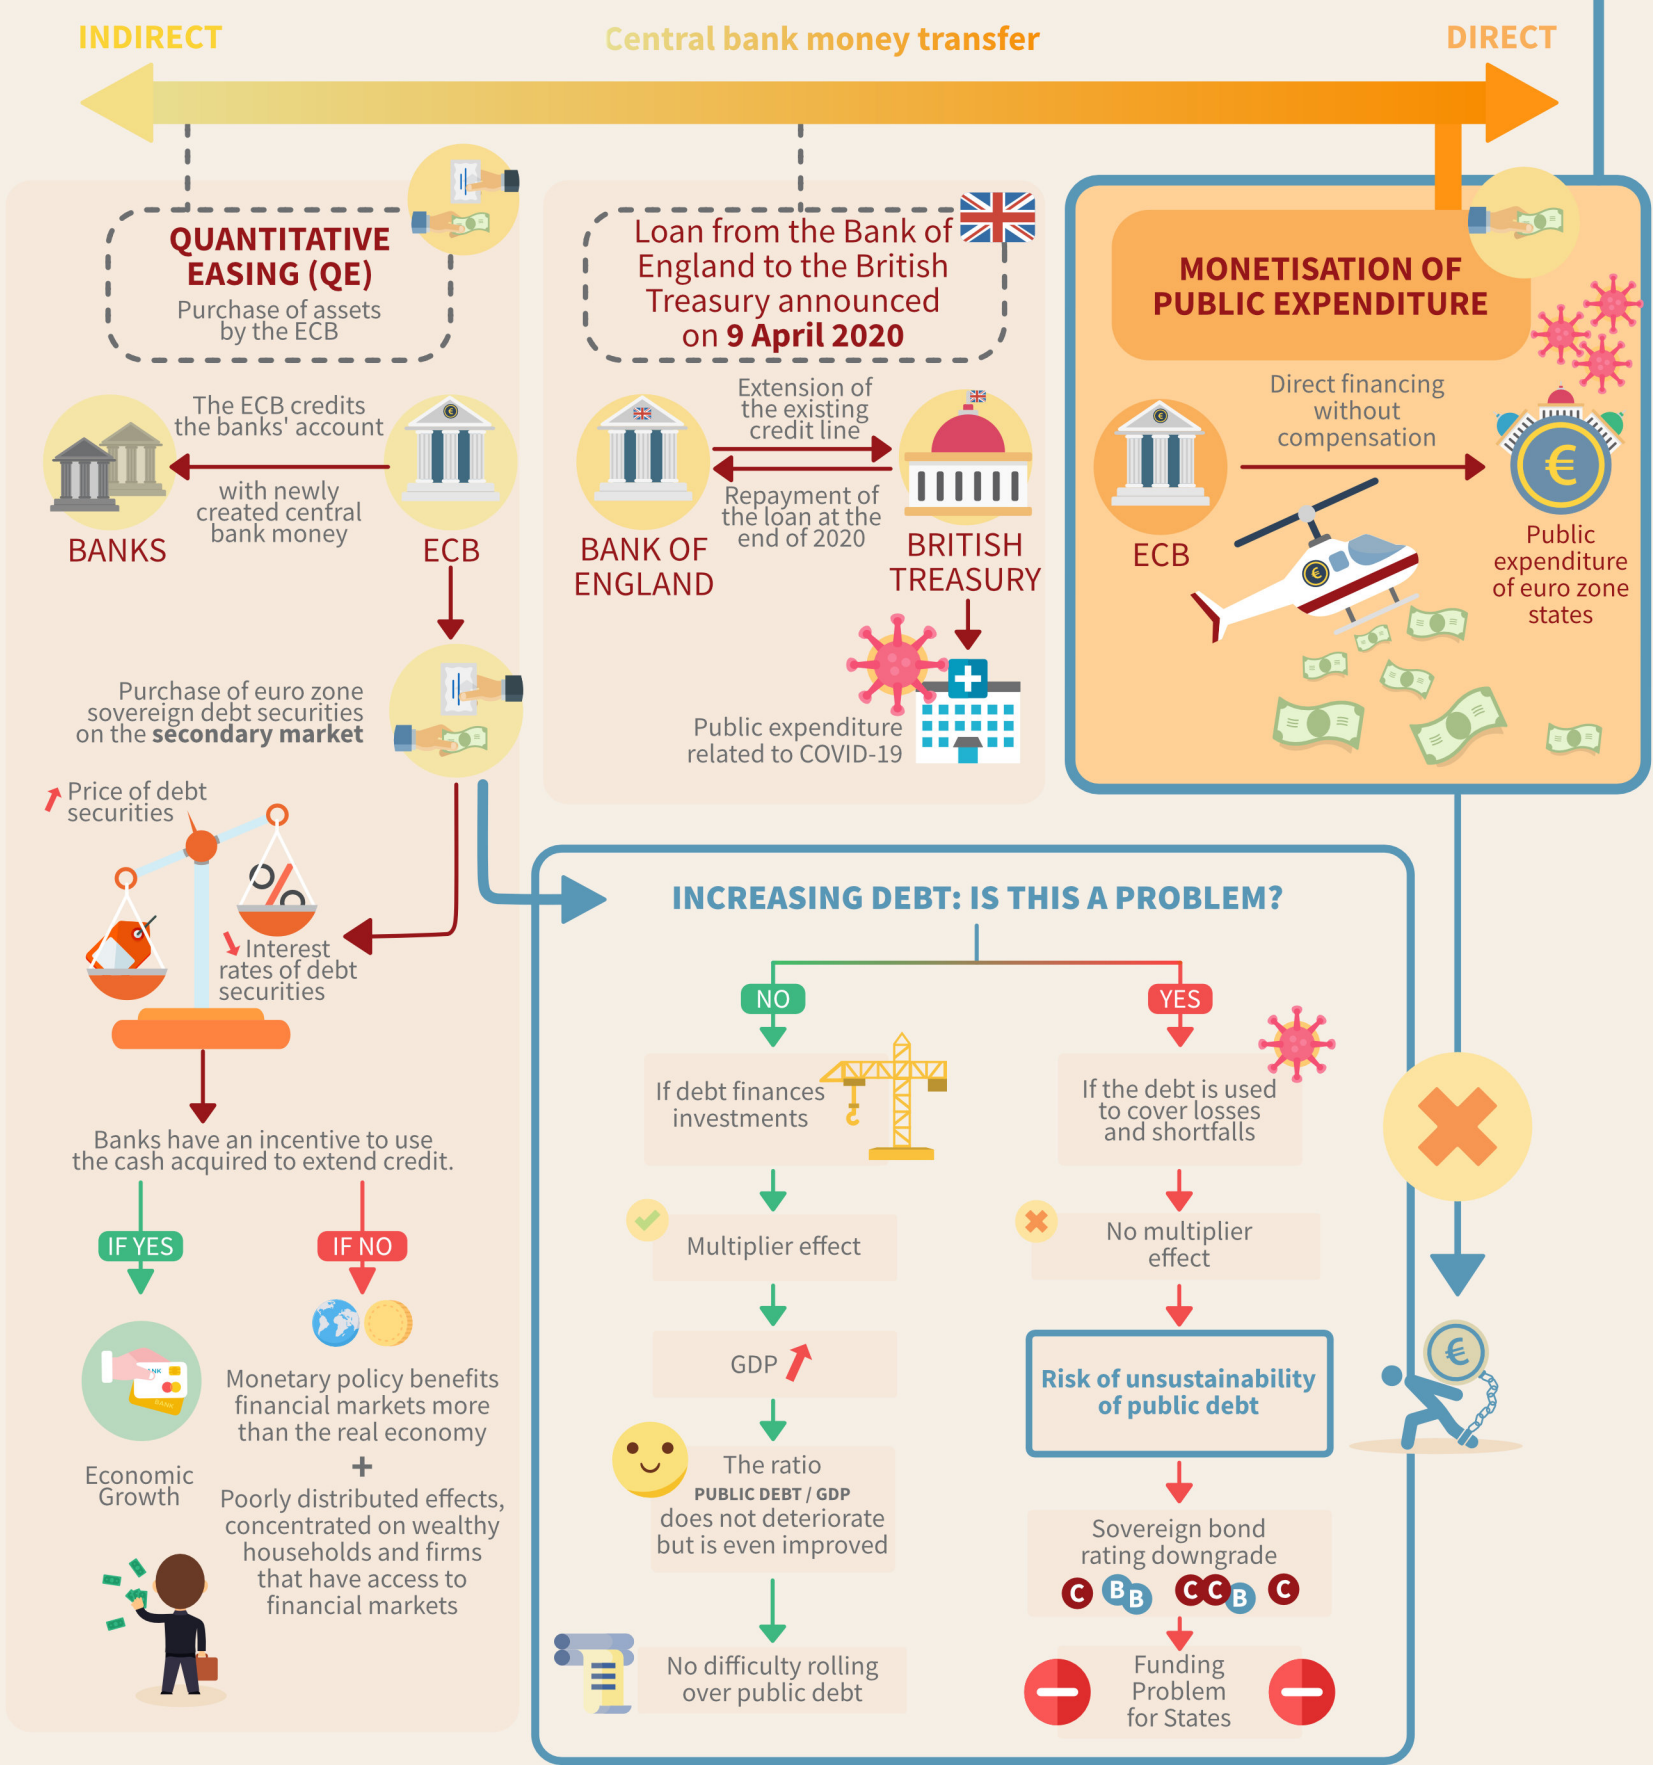 INDIRECT
Central bank money transfer
DIRECT
QUANTITATIVE
EASING (QE)
Purchase of assets
by the ECB
The ECB credits
the banks' account
with newly
created central
bank money
BANKS
ECB
Purchase of euro zone
sovereign debt securities
on the secondary market
Price of debt
securities
Interest
rates of debt
securities
Banks have an incentive to use
the cash acquired to extend credit.
IF YES
IF NO
Economic
Growth
Monetary policy benefits
financial markets more
than the real economy
+
Poorly distributed effects,
concentrated on wealthy
households and firms
that have access to
financial markets
Loan from the Bank of
England to the British
Treasury announced
on 9 April 2020
Extension of
the existing
credit line
Repayment of
the loan at the
end of 2020
BANK OF
ENGLAND
BRITISH
TREASURY
Public expenditure
related to COVID-19
MONETISATION OF
PUBLIC EXPENDITURE
Direct financing
without
compensation
ECB
€
€
Public
expenditure
of euro zone
states
INCREASING DEBT: IS THIS A PROBLEM?
NO
If debt finances
investments
Multiplier effect
GDP
The ratio
PUBLIC DEBT / GDP
does not deteriorate
but is even improved
No difficulty rolling
over public debt
YES
If the debt is used
to cover losses
and shortfalls
No multiplier
effect
Risk of unsustainability
of public debt
Sovereign bond
rating downgrade
C BB CCB C
Funding
Problem
for States
€